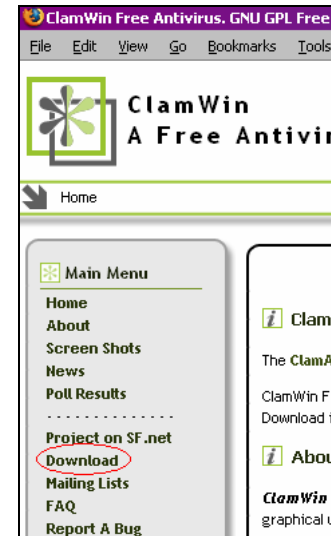 ClamWin Free Antivirus. GNU GPL Free
File Edit View Go Bookmarks Tools
ClamWin
A Free Antivir
Home
Main Menu
Home
About
Screen Shots
News
Poll Results
. . . . . . . . . . . . . .
Project on SF.net
Download
Mailing Lists
FAQ
Report A Bug
Clam
The ClamA
ClamWin F
Download i
Abou
ClamWin
graphical u